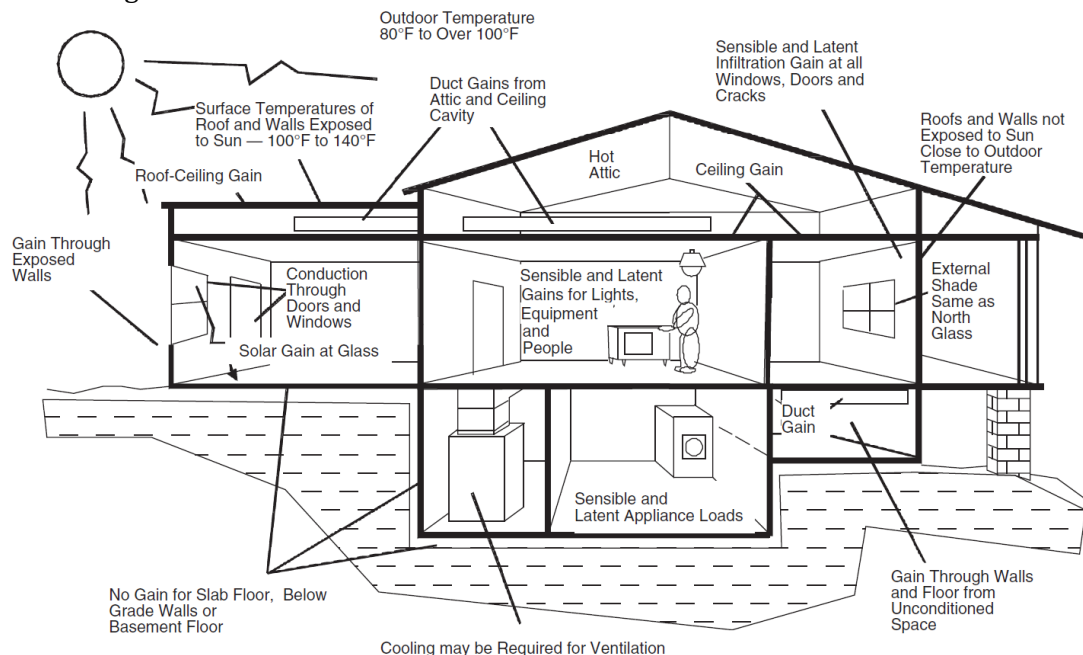 Outdoor Temperature
80°F to Over 100°F
Sensible and Latent
Infiltration Gain at all
Windows, Doors and
Cracks
Duct Gains from
Attic and Ceiling
Cavity
Surface Temperatures of
Roof and Walls Exposed
to Sun — 100°F to 140°F
Roofs and Walls not
Exposed to Sun
Close to Outdoor
Temperature
Roof-Ceiling Gain
Hot
Attic
Ceiling Gain
Gain Through
Exposed
Walls
Conduction
Through
Doors and
Windows
Solar Gain at Glass
Sensible and Latent
Gains for Lights,
Equipment
and
People
External
Shade
Same as
North
Glass
Duct
Gain
Sensible and
Latent Appliance Loads
No Gain for Slab Floor, Below
Grade Walls or
Basement Floor
Gain Through Walls
and Floor from
Unconditioned
Space
Cooling may be Required for Ventilation